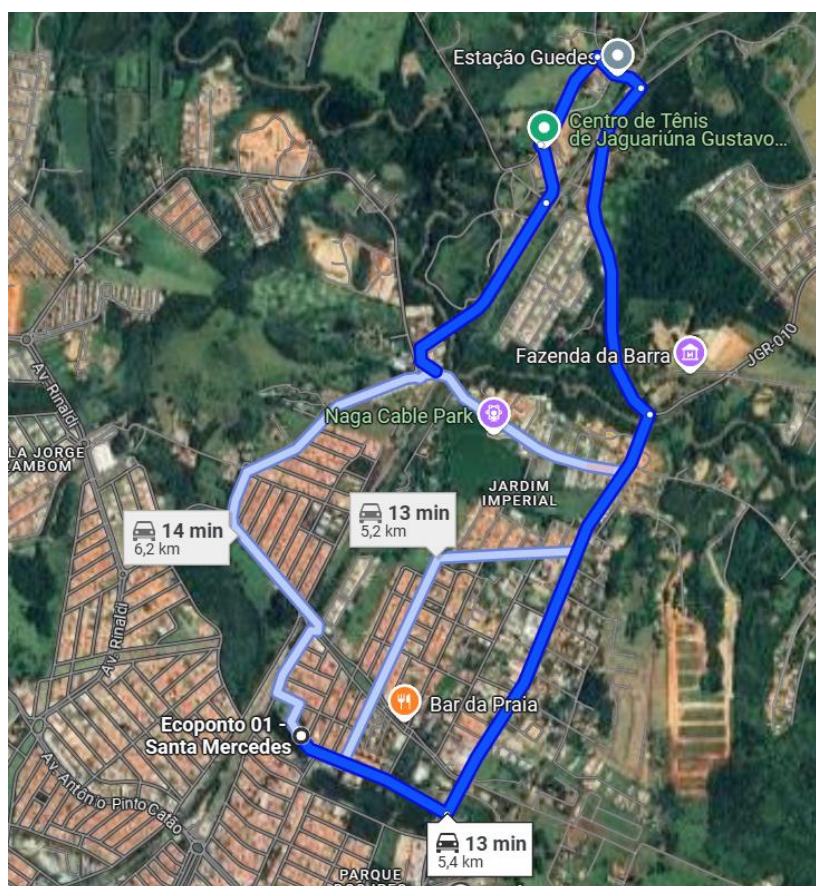 Estação Guedes
Centro de Tênis
de Jaguariúna Gustavo...
Fazenda da Barra
JGR-010
Av. Rinaldi
Naga Cable Park
LA JORGE
ZAMBOM
JARDIM
IMPERIAL
13 min
5,2 km
14 min
6,2 km
Av. Rinaldi
Bar da Praia
Ecoponto 01 -
Santa Mercedes
Av. Antônio-Pinto Catão
13 min
5,4 km
PARQUE